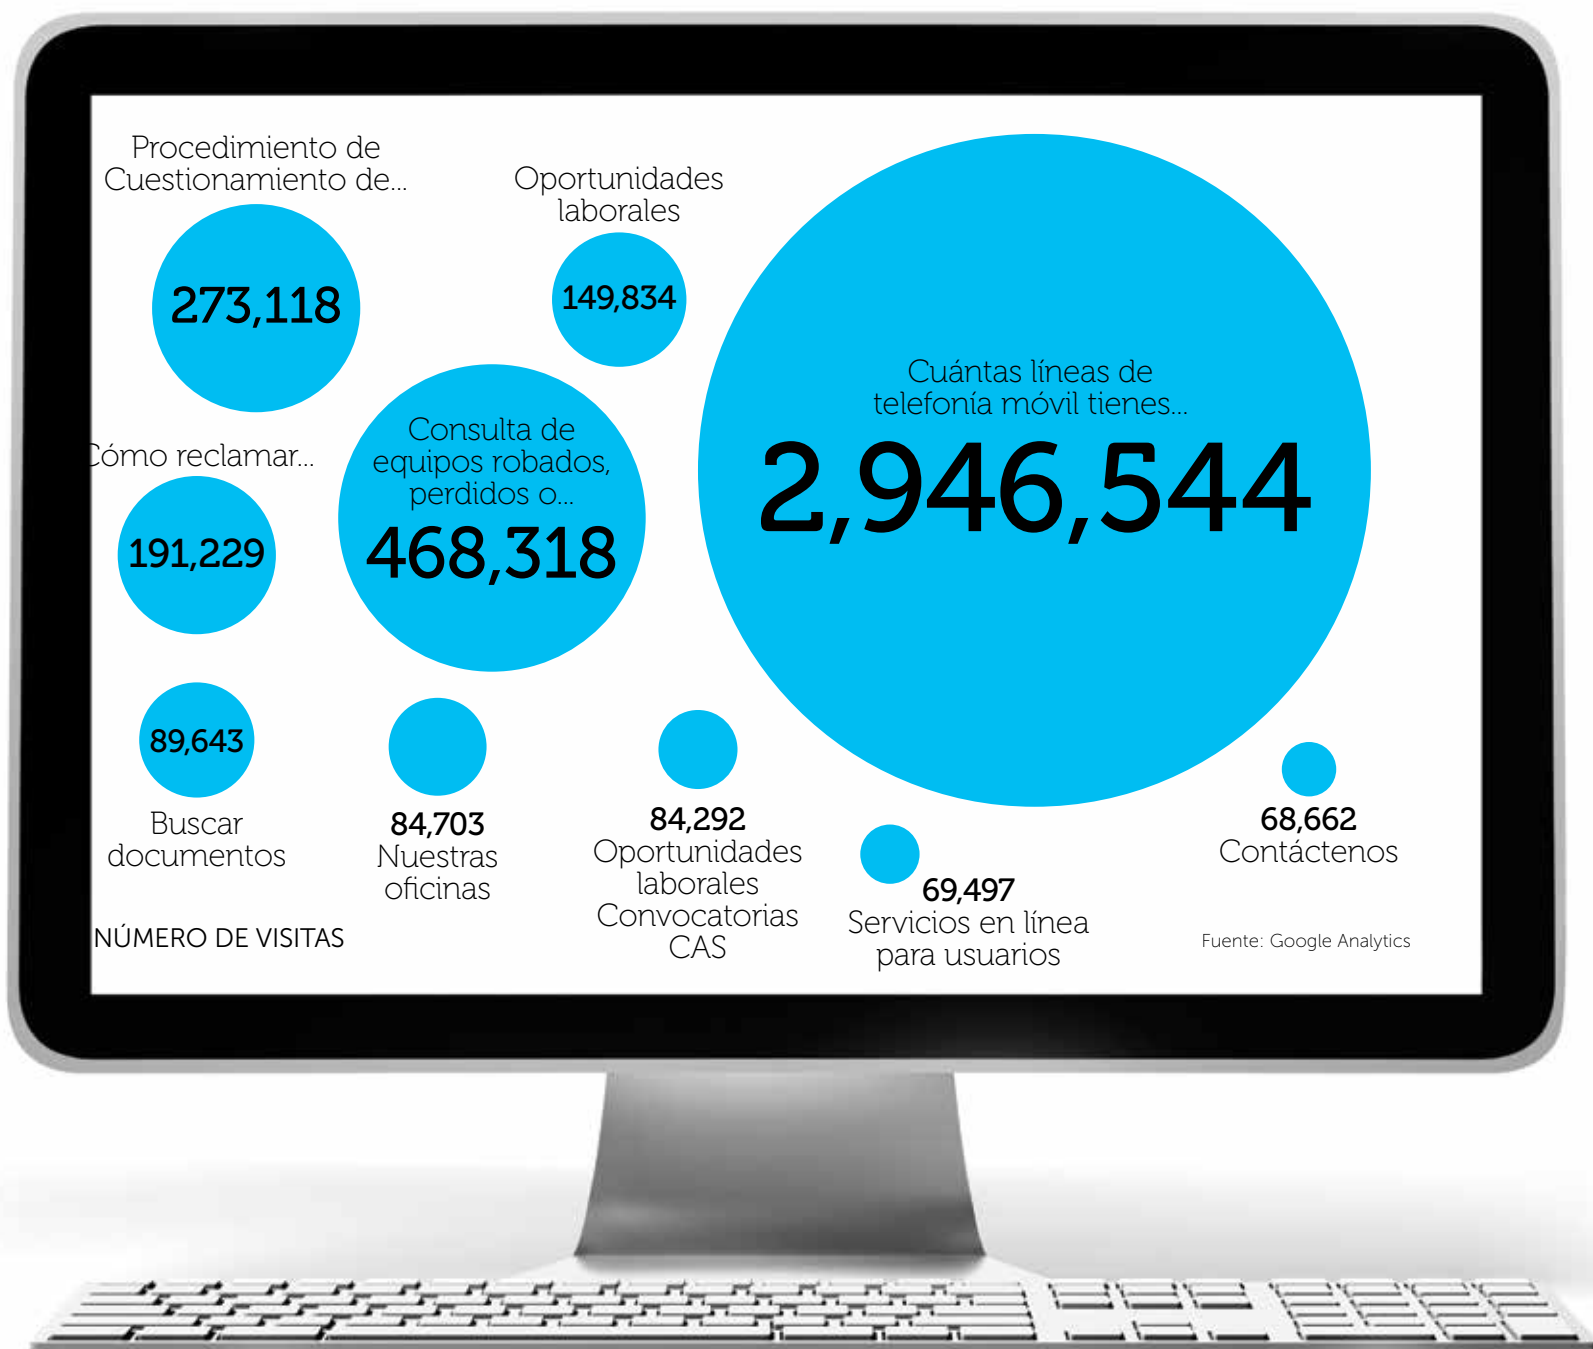 Procedimiento de
Cuestionamiento de...
273,118
Oportunidades
laborales
149,834
Cuántas líneas de
telefonía móvil tienes...
2,946,544
Cómo reclamar...
191,229
Consulta de
equipos robados,
perdidos o...
468,318
89,643
Buscar
documentos
84,703
Nuestras
oficinas
84,292
Oportunidades
laborales
Convocatorias
CAS
69,497
Servicios en línea
para usuarios
68,662
Contáctenos
NÚMERO DE VISITAS
Fuente: Google Analytics